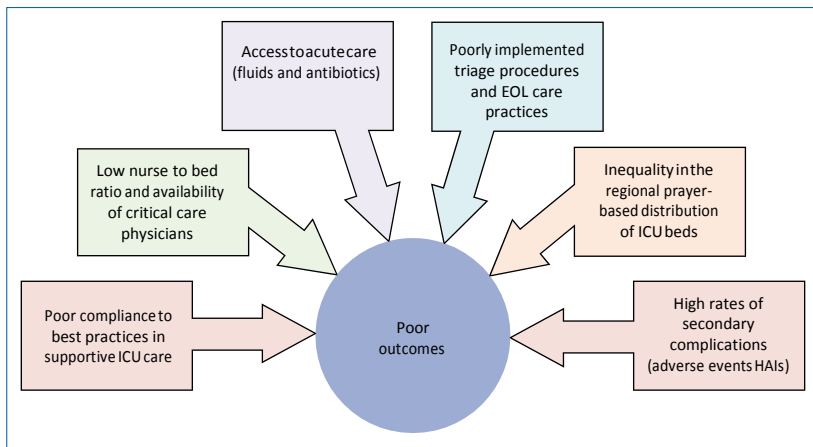 Access to acute care
(fluids and antibiotics)
Poorly implemented
triage procedures
and EOL care
practices
Low nurse to bed
ratio and availability
of critical care
physicians
Inequality in the
regional prayer-
based distribution
of ICU beds
Poor compliance to
best practices in
supportive ICU care
Poor
outcomes
High rates of
secondary
complications
(adverse events HAIs)